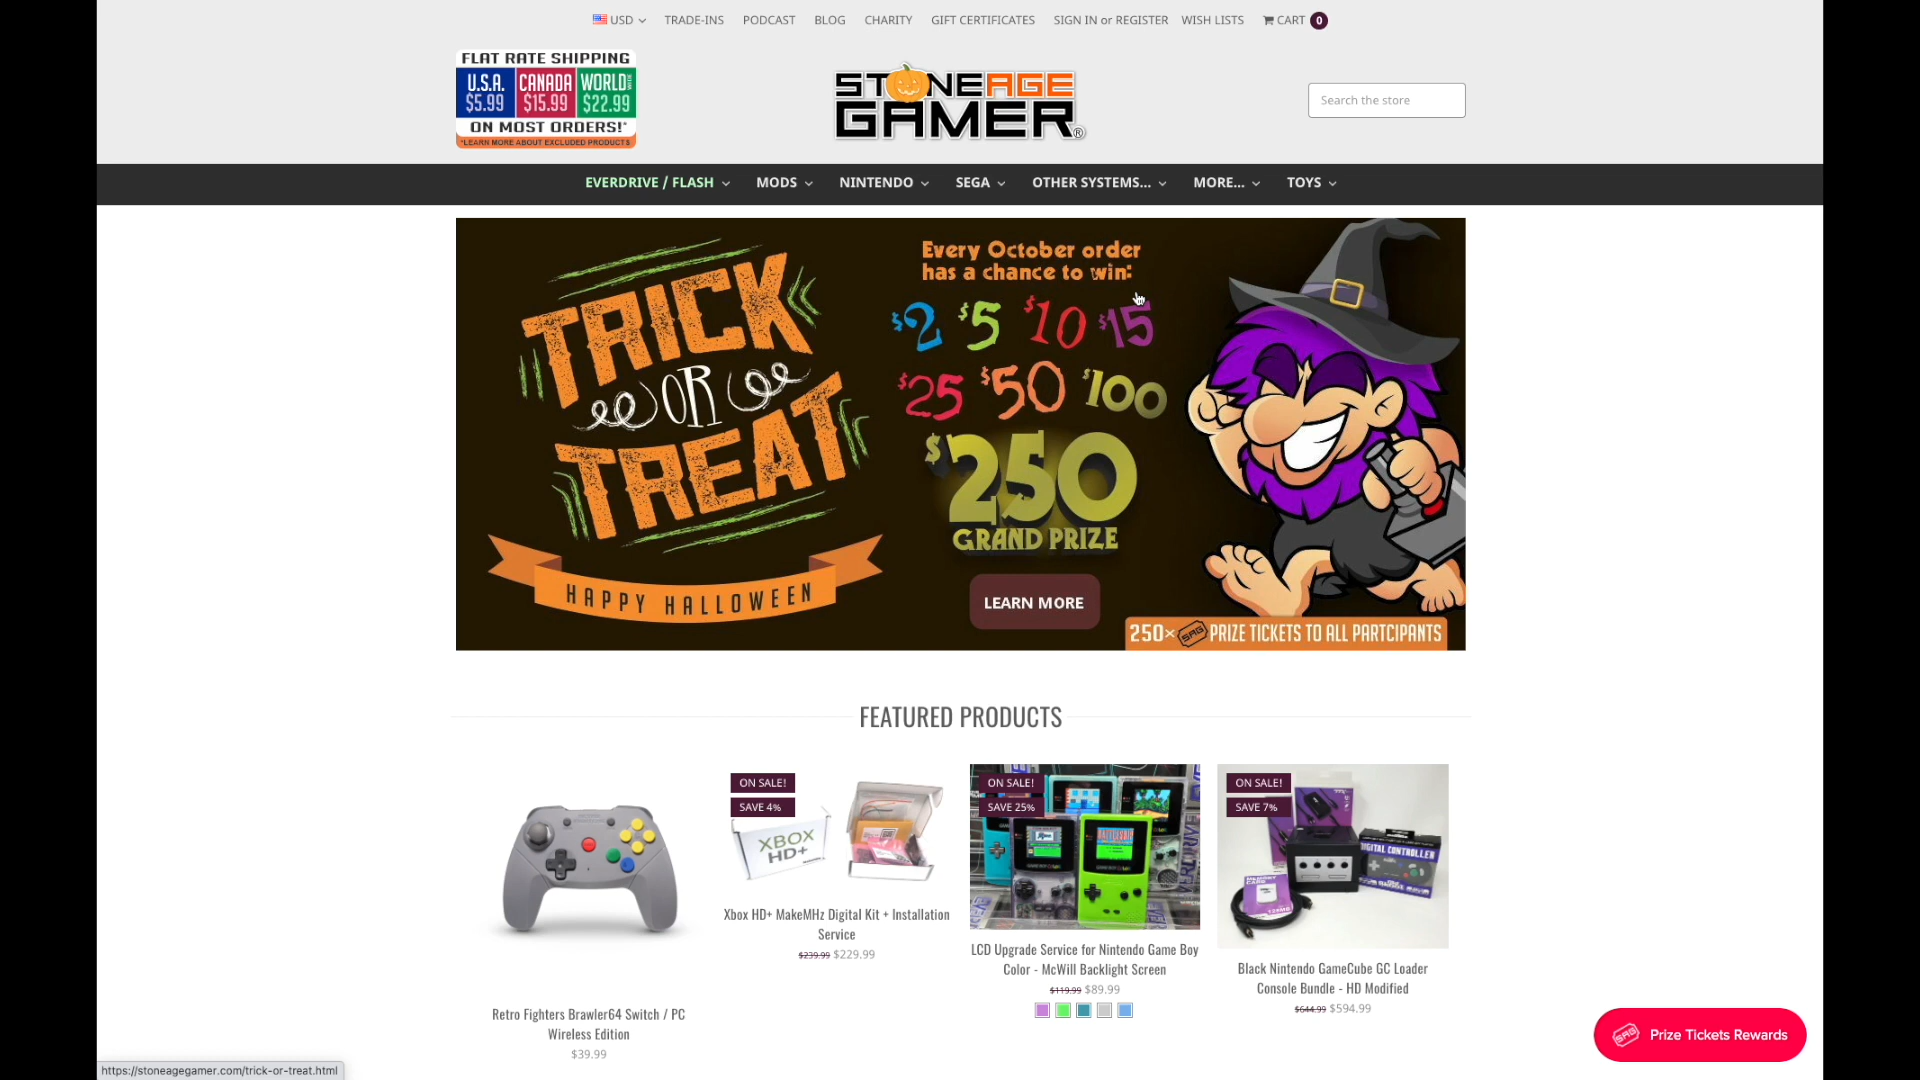 USD
TRADE-INS
PODCAST
BLOG
CHARITY
GIFT CERTIFICATES
SIGN IN or REGISTER
WISH LISTS
CART 0
FLAT RATE SHIPPING
U.S.A. CANADA WORLD
$5.99 $15.99 $22.99
ON MOST ORDERS!*
*LEARN MORE ABOUT EXCLUDED PRODUCTS
STONEAGE
GAMER®
Search the store
EVERDRIVE / FLASH
MODS
NINTENDO
SEGA
OTHER SYSTEMS...
MORE...
TOYS
TRICK
OR
TREAT
HAPPY HALLOWEEN
Every October order
has a chance to win:
$2 $5 $10 $15
$25 $50 $100
$250
GRAND PRIZE
LEARN MORE
250× SAG PRIZE TICKETS TO ALL PARTCIPANTS
FEATURED PRODUCTS
Retro Fighters Brawler64 Switch / PC
Wireless Edition
$39.99
ON SALE!
SAVE 4%
XBOX
HD+
Xbox HD+ MakeMHz Digital Kit + Installation
Service
$239.99 $229.99
ON SALE!
SAVE 25%
LCD Upgrade Service for Nintendo Game Boy
Color - McWill Backlight Screen
$119.99 $89.99
ON SALE!
SAVE 7%
DIGITAL CONTROLLER
Black Nintendo GameCube GC Loader
Console Bundle - HD Modified
$644.99 $594.99
SAG Prize Tickets Rewards
https://stoneagegamer.com/trick-or-treat.html